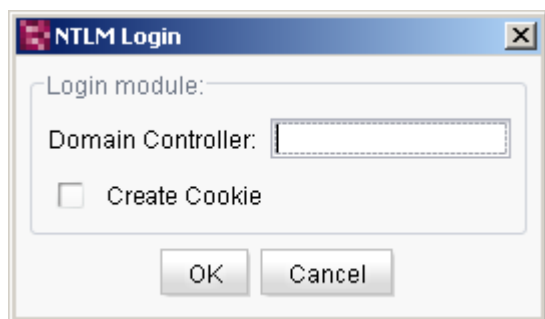 NTLM Login
Login module:
Domain Controller:
Create Cookie
OK Cancel